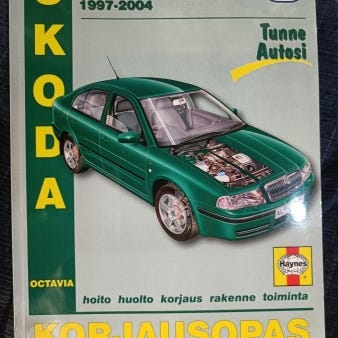 1997-2004
SKODA
Tunne
Autosi
Haynes
OCTAVIA
hoito huolto korjaus rakenne toiminta
KORJAUSOPAS